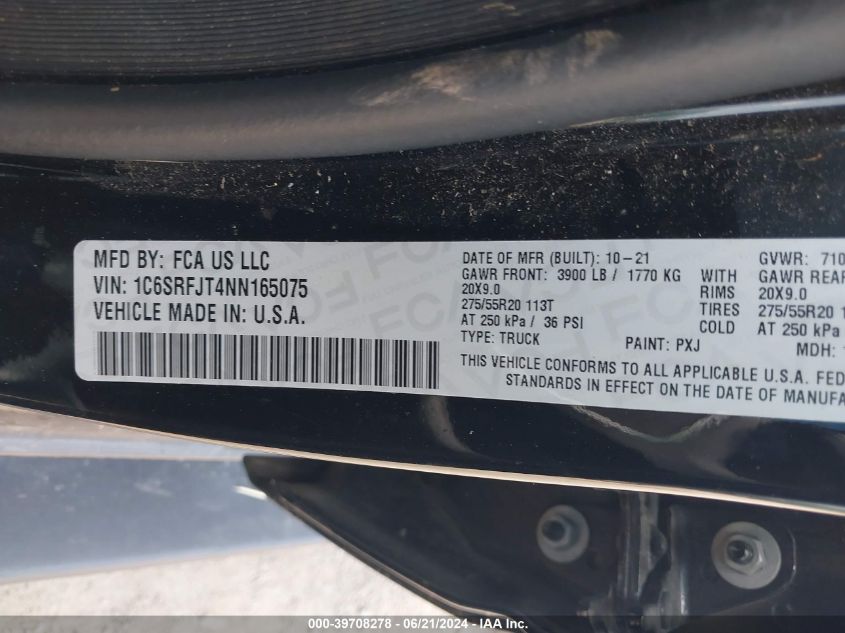 MFD BY: FCA US LLC
VIN: 1C6SRFJT4NN165075
VEHICLE MADE IN: U.S.A.
DATE OF MFR (BUILT): 10-21
GVWR: 710
GAWR FRONT: 3900 LB / 1770 KG WITH GAWR REAR
20X9.0 RIMS 20X9.0
275/55R20 113T TIRES 275/55R20 1
AT 250 kPa / 36 PSI COLD AT 250 kPa
TYPE: TRUCK PAINT: PXJ MDH:
THIS VEHICLE CONFORMS TO ALL APPLICABLE U.S.A. FED
STANDARDS IN EFFECT ON THE DATE OF MANUFA
000-39708278 - 06/21/2024 - IAA, Inc.